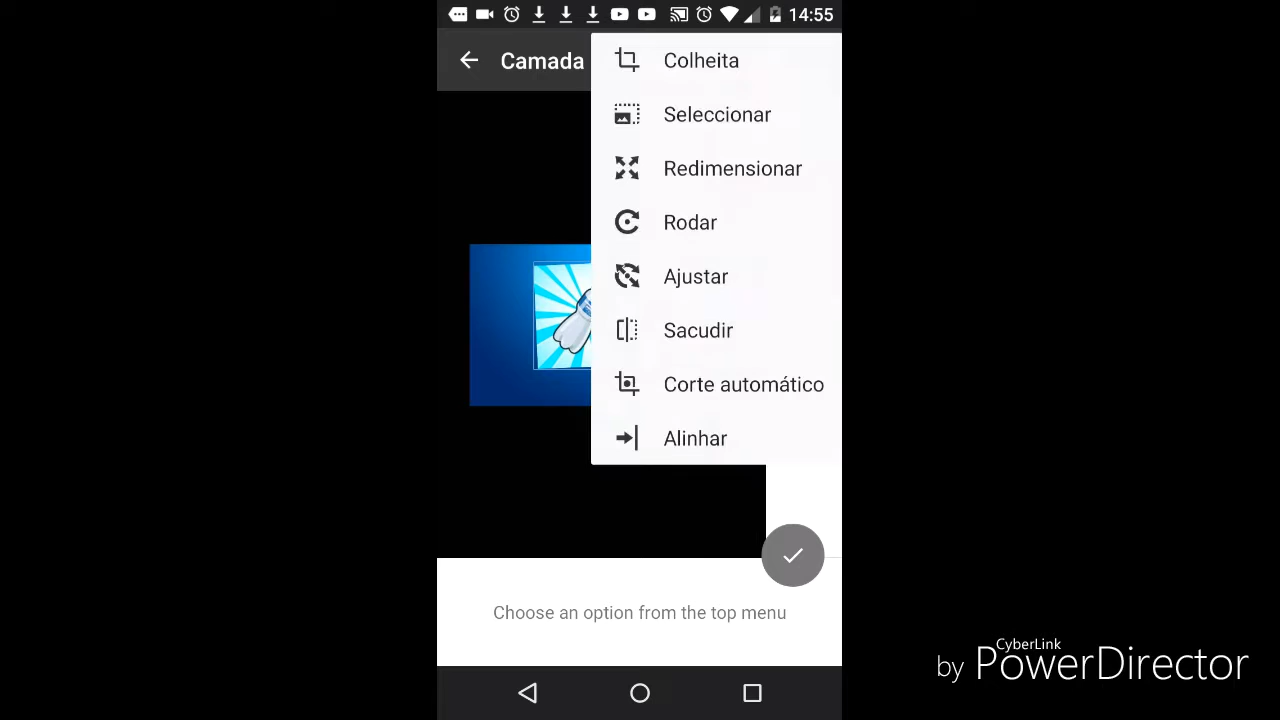 14:55
Camada
Colheita
Seleccionar
Redimensionar
Rodar
Ajustar
Sacudir
Corte automático
Alinhar
Choose an option from the top menu
CyberLink
by PowerDirector